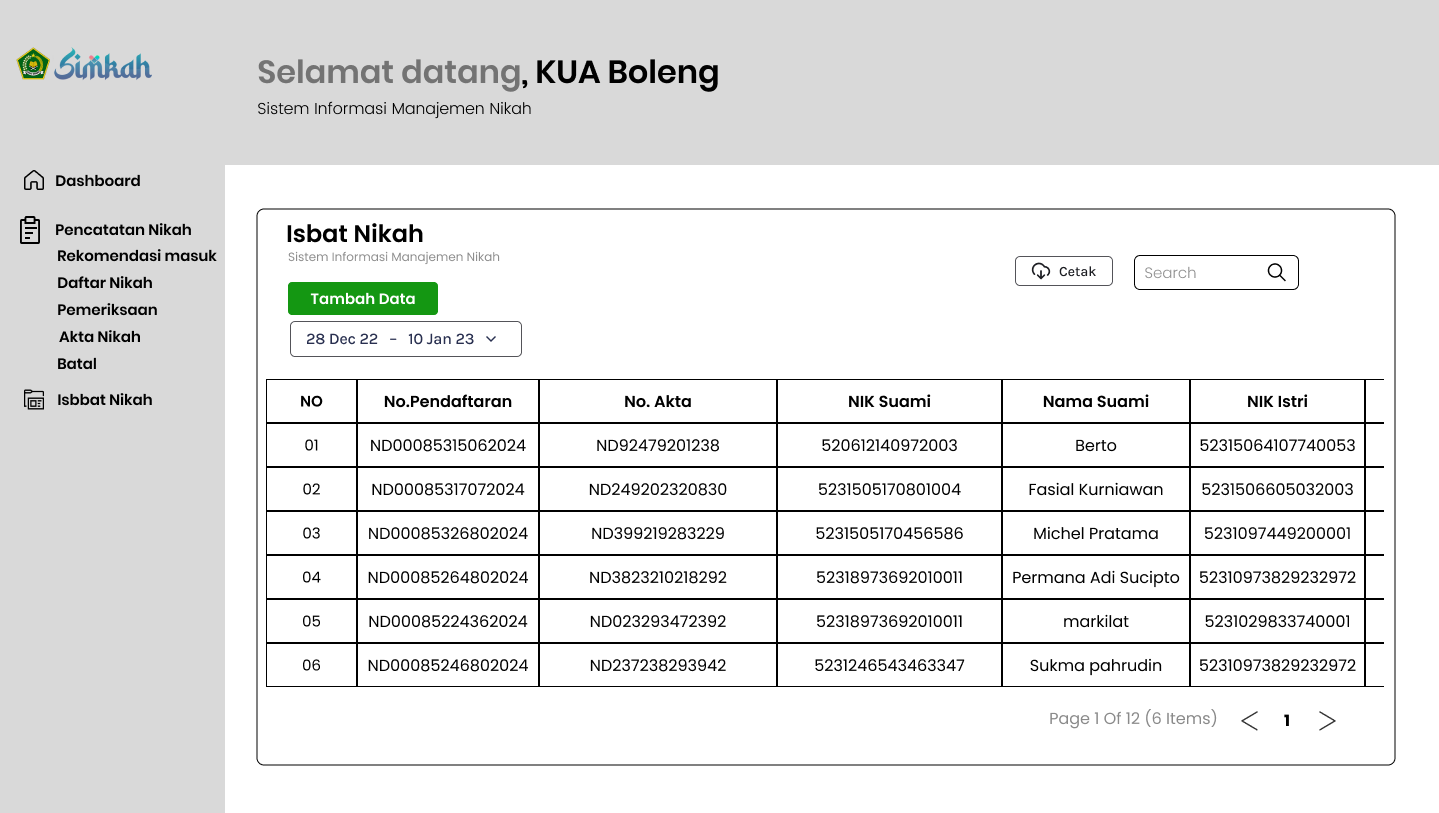 Simkah
Selamat datang, KUA Boleng
Sistem Informasi Manajemen Nikah
Dashboard
Pencatatan Nikah
Rekomendasi masuk
Daftar Nikah
Pemeriksaan
Akta Nikah
Batal
Isbbat Nikah
Isbat Nikah
Sistem Informasi Manajemen Nikah
Cetak
Search
Tambah Data
28 Dec 22 - 10 Jan 23
NO No.Pendaftaran No. Akta NIK Suami Nama Suami NIK Istri
01 ND00085315062024 ND92479201238 520612140972003 Berto 52315064107740053
02 ND00085317072024 ND249202320830 5231505170801004 Fasial Kurniawan 5231506605032003
03 ND00085326802024 ND399219283229 5231505170456586 Michel Pratama 5231097449200001
04 ND00085264802024 ND3823210218292 52318973692010011 Permana Adi Sucipto 52310973829232972
05 ND00085224362024 ND023293472392 52318973692010011 markilat 5231029833740001
06 ND00085246802024 ND237238293942 5231246543463347 Sukma pahrudin 52310973829232972
Page 1 Of 12 (6 Items) < 1 >